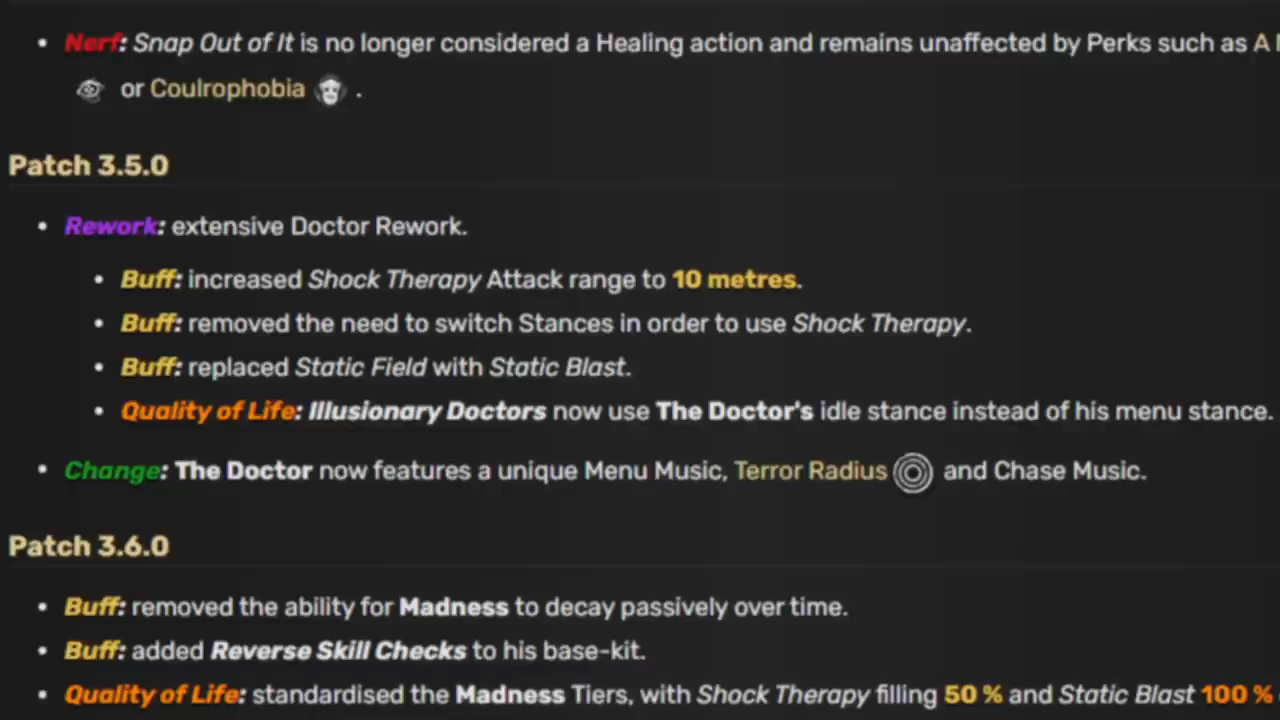 Nerf: Snap Out of It is no longer considered a Healing action and remains unaffected by Perks such as A
or Coulrophobia .
Patch 3.5.0
Rework: extensive Doctor Rework.
Buff: increased Shock Therapy Attack range to 10 metres.
Buff: removed the need to switch Stances in order to use Shock Therapy.
Buff: replaced Static Field with Static Blast.
Quality of Life: Illusionary Doctors now use The Doctor's idle stance instead of his menu stance.
Change: The Doctor now features a unique Menu Music, Terror Radius and Chase Music.
Patch 3.6.0
Buff: removed the ability for Madness to decay passively over time.
Buff: added Reverse Skill Checks to his base-kit.
Quality of Life: standardised the Madness Tiers, with Shock Therapy filling 50 % and Static Blast 100 %